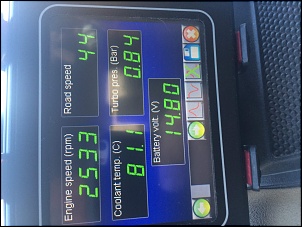 Engine speed (rpm)
2533
Road speed
44
Coolant temp. (C)
81.1
Turbo pres. (Bar)
0.84
Battery volt. (V)
14.80